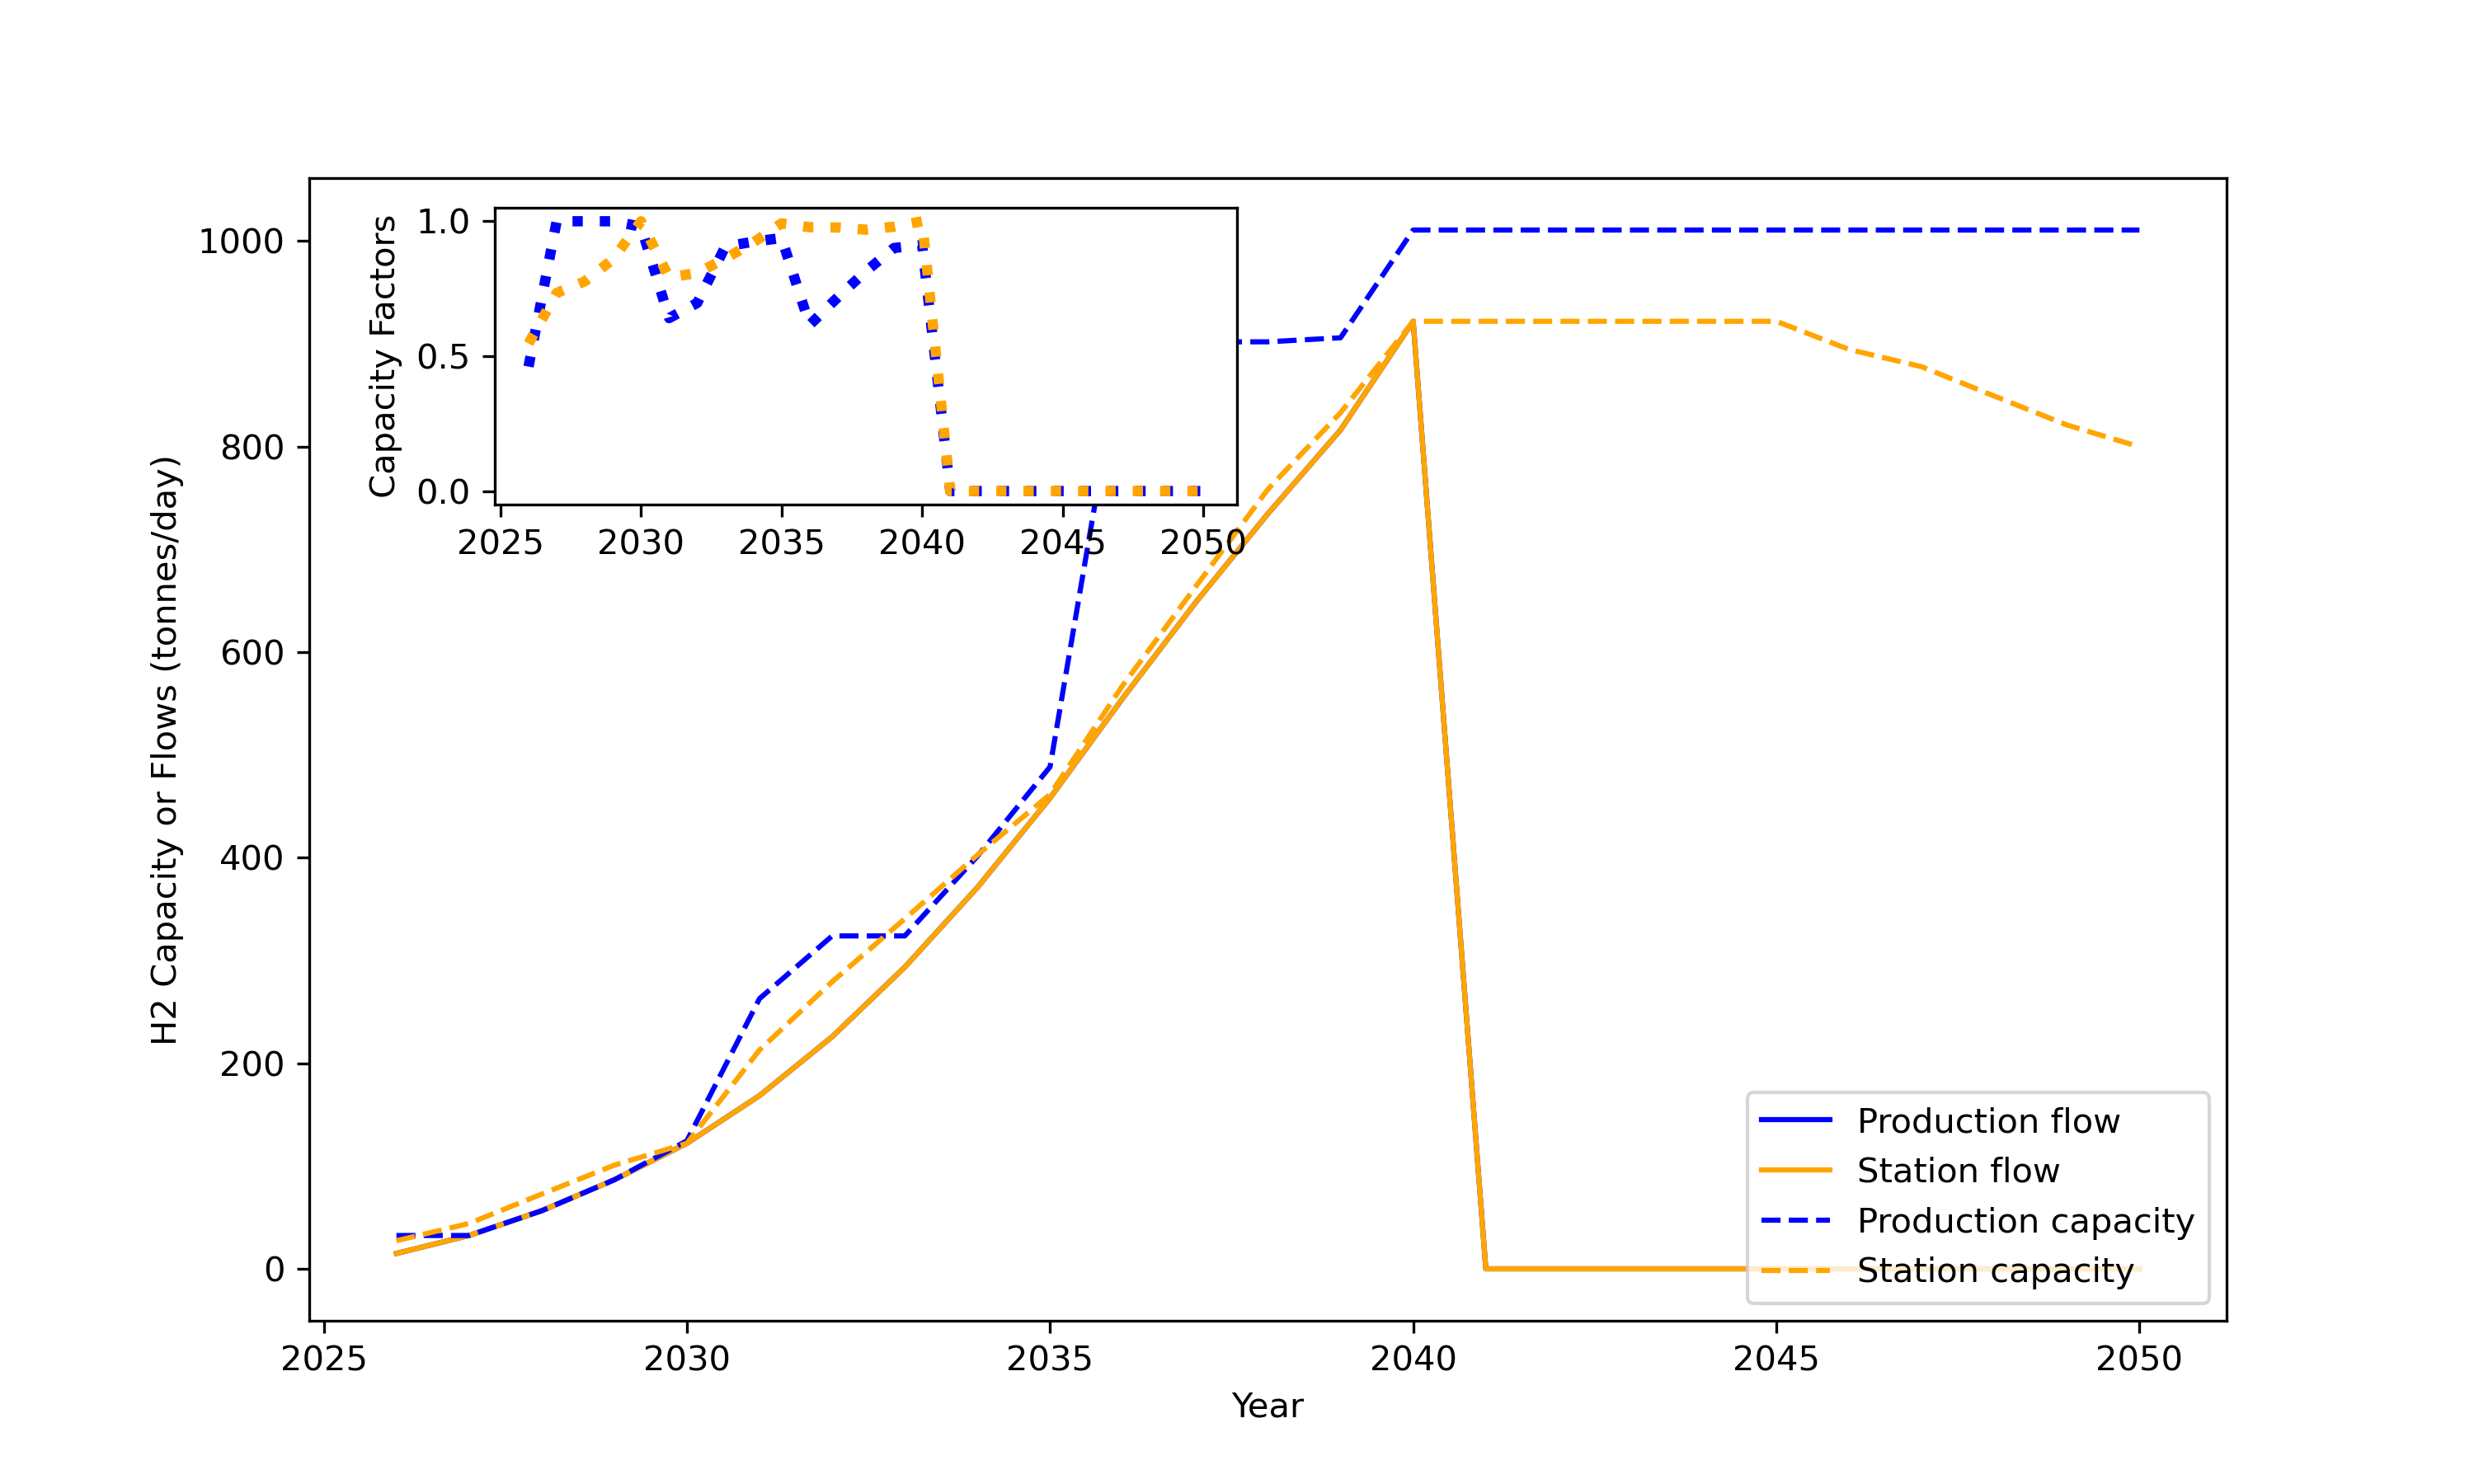 1.0
0.5
0.0
Capacity Factors
2025 2030 2035 2040 2045 2050
1000
800
600
400
200
0
H2 Capacity or Flows (tonnes/day)
Production flow
Station flow
Production capacity
Station capacity
2025 2030 2035 2040 2045 2050
Year